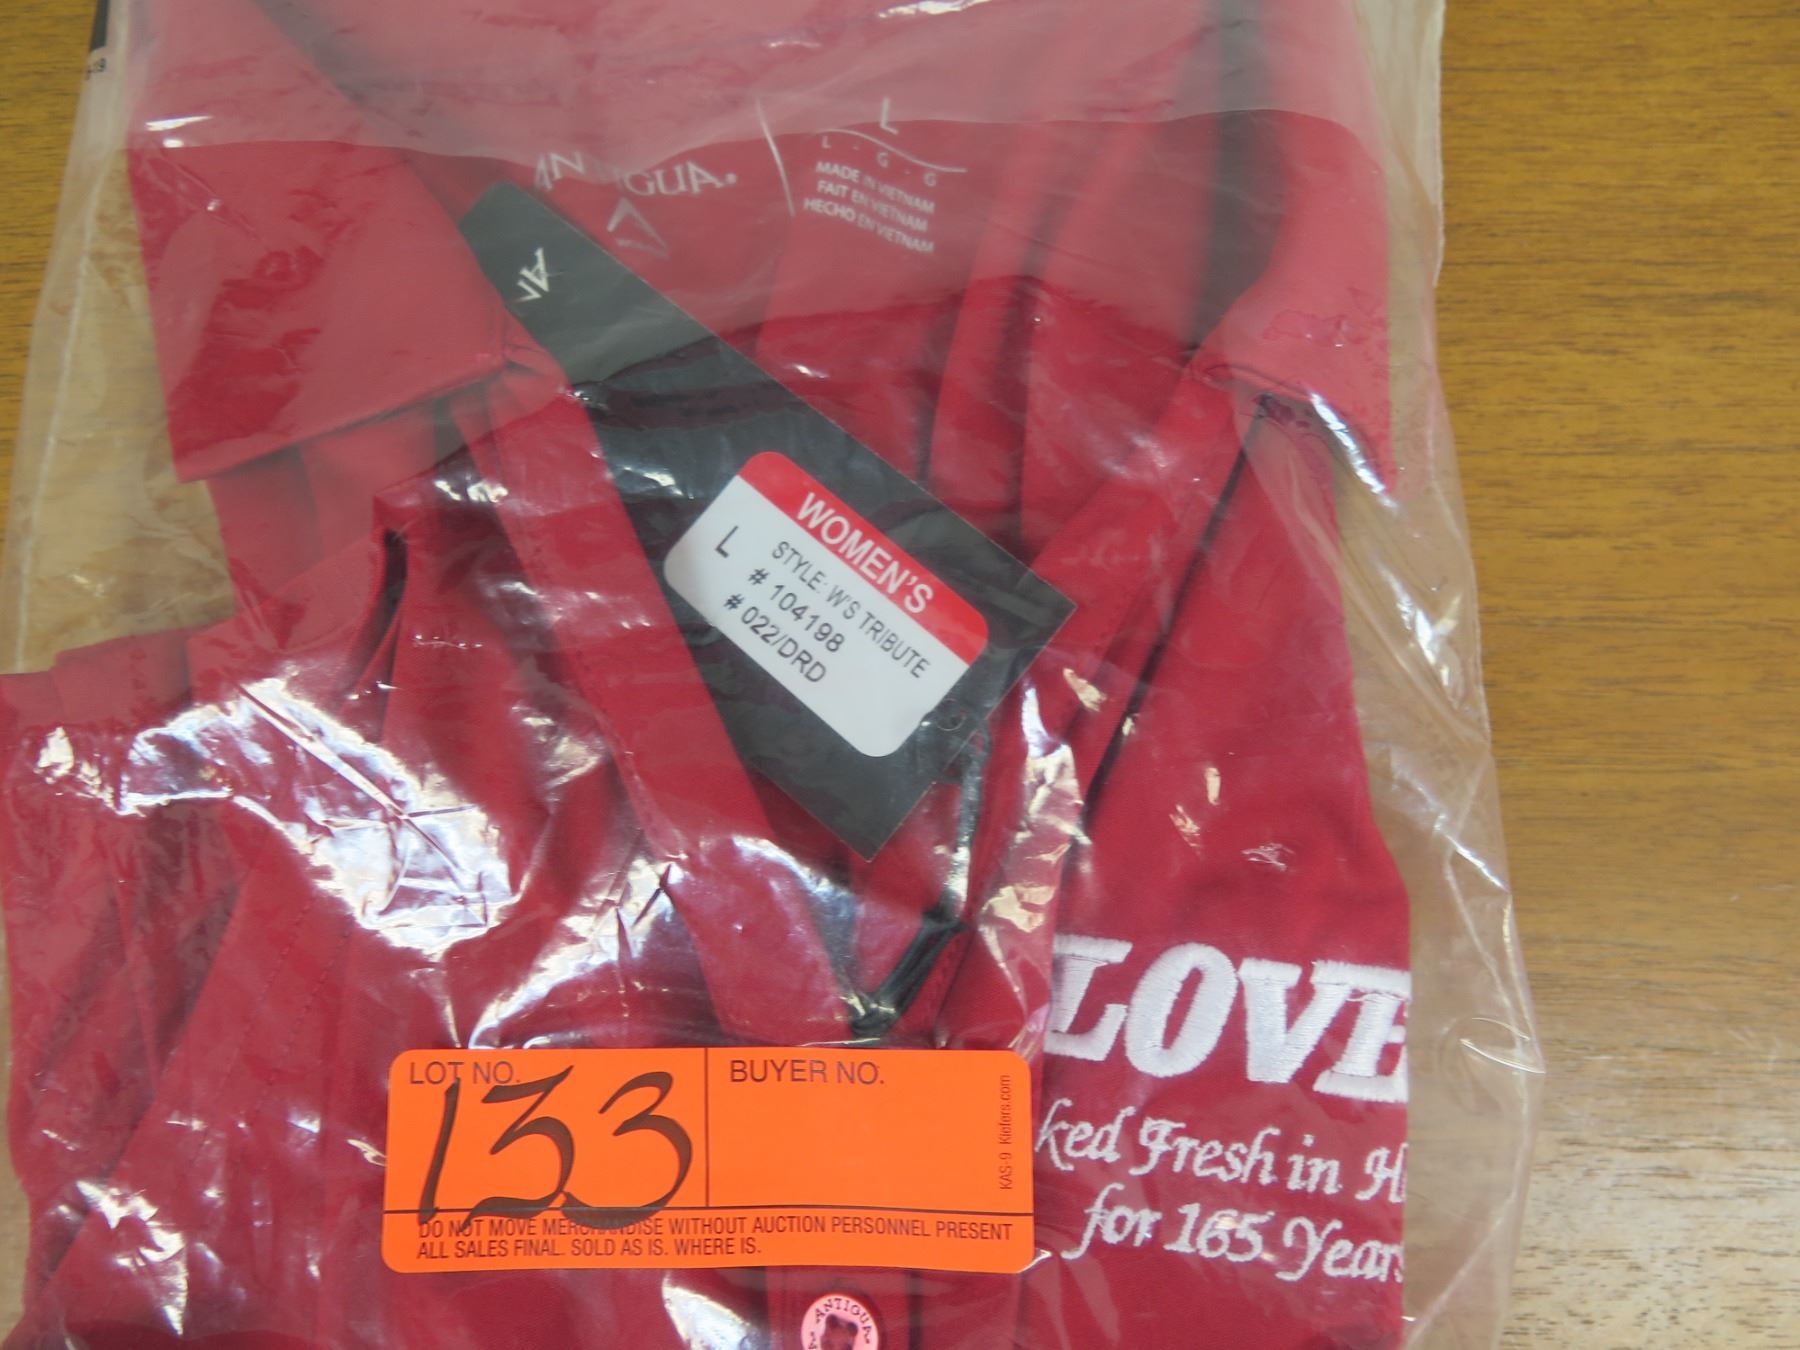 L
L - G - G
MADE IN VIETNAM
FAIT EN VIETNAM
HECHO EN VIETNAM
WOMEN'S
L
STYLE: W'S TRIBUTE
# 104198
# 022/DRD
LOVE
ked Fresh in H
for 165 Years
LOT NO.
133
BUYER NO.
KAS-9 Kiefers.com
DO NOT MOVE MERCHANDISE WITHOUT AUCTION PERSONNEL PRESENT
ALL SALES FINAL. SOLD AS IS. WHERE IS.
ANTIGUA